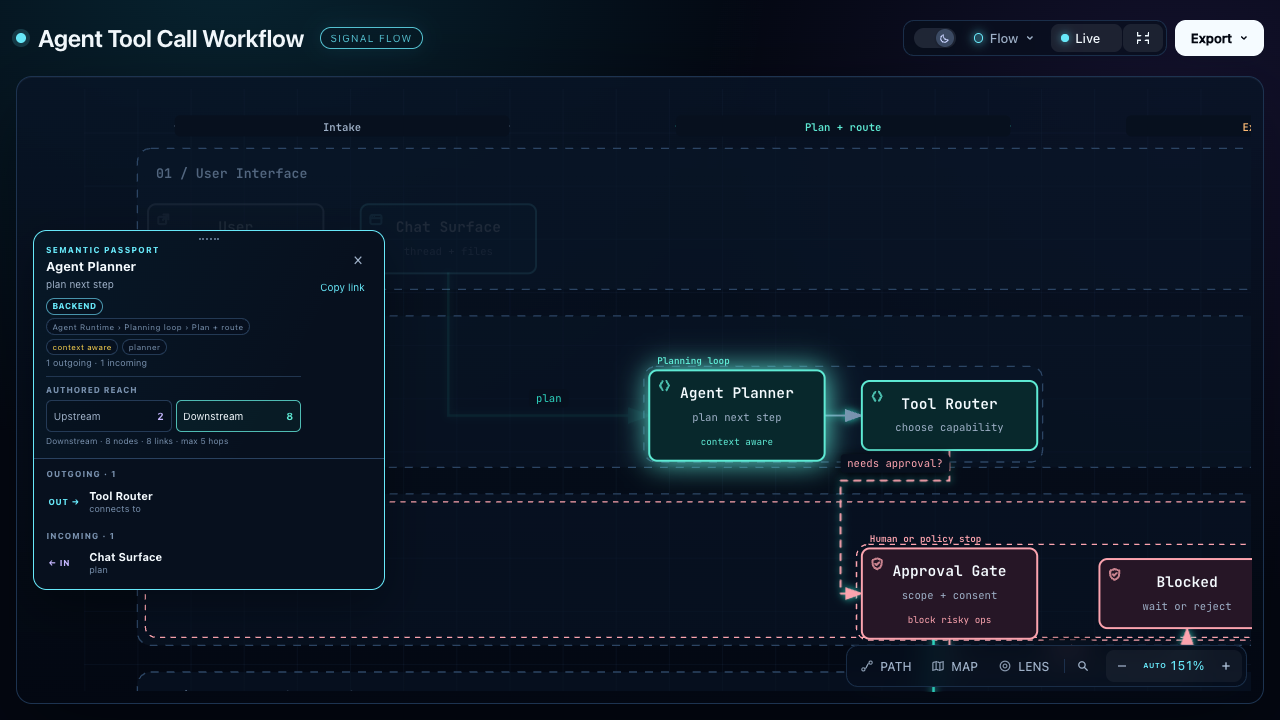 Agent Tool Call Workflow
SIGNAL FLOW
Flow
Live
Export
Intake
Plan + route
01 / User Interface
User
Chat Surface
thread + files
SEMANTIC PASSPORT
Agent Planner
plan next step
Copy link
BACKEND
Agent Runtime › Planning loop › Plan + route
context aware
planner
1 outgoing · 1 incoming
AUTHORED REACH
Upstream 2
Downstream 8
Downstream · 8 nodes · 8 links · max 5 hops
OUTGOING · 1
OUT → Tool Router
connects to
INCOMING · 1
← IN Chat Surface
plan
plan
Planning loop
Agent Planner
plan next step
context aware
Tool Router
choose capability
needs approval?
Human or policy stop
Approval Gate
scope + consent
block risky ops
Blocked
wait or reject
PATH
MAP
LENS
− AUTO 151% +